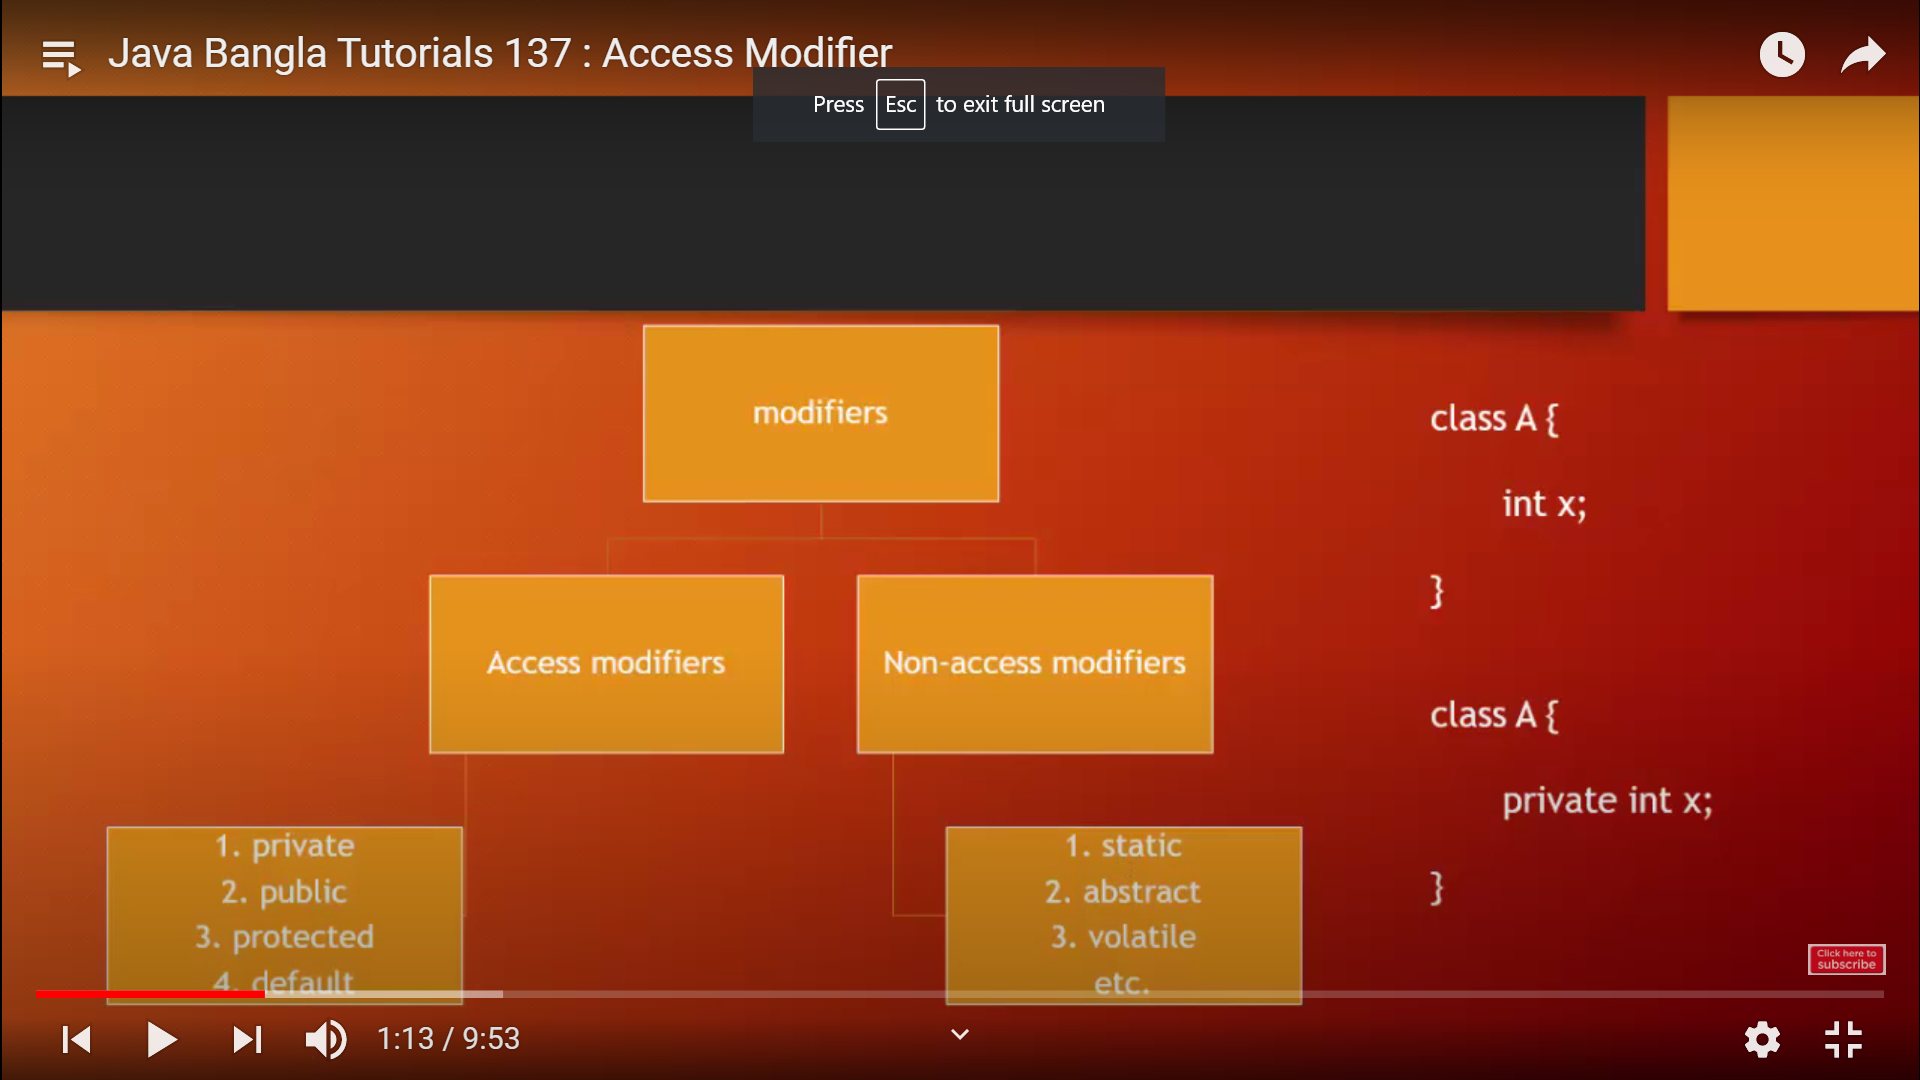 Java Bangla Tutorials 137 : Access Modifier
Press Esc to exit full screen
modifiers
Access modifiers
Non-access modifiers
1. private
2. public
3. protected
4. default
1. static
2. abstract
3. volatile
etc.
class A {
int x;
}
class A {
private int x;
}
Click here to
subscribe
1:13 / 9:53